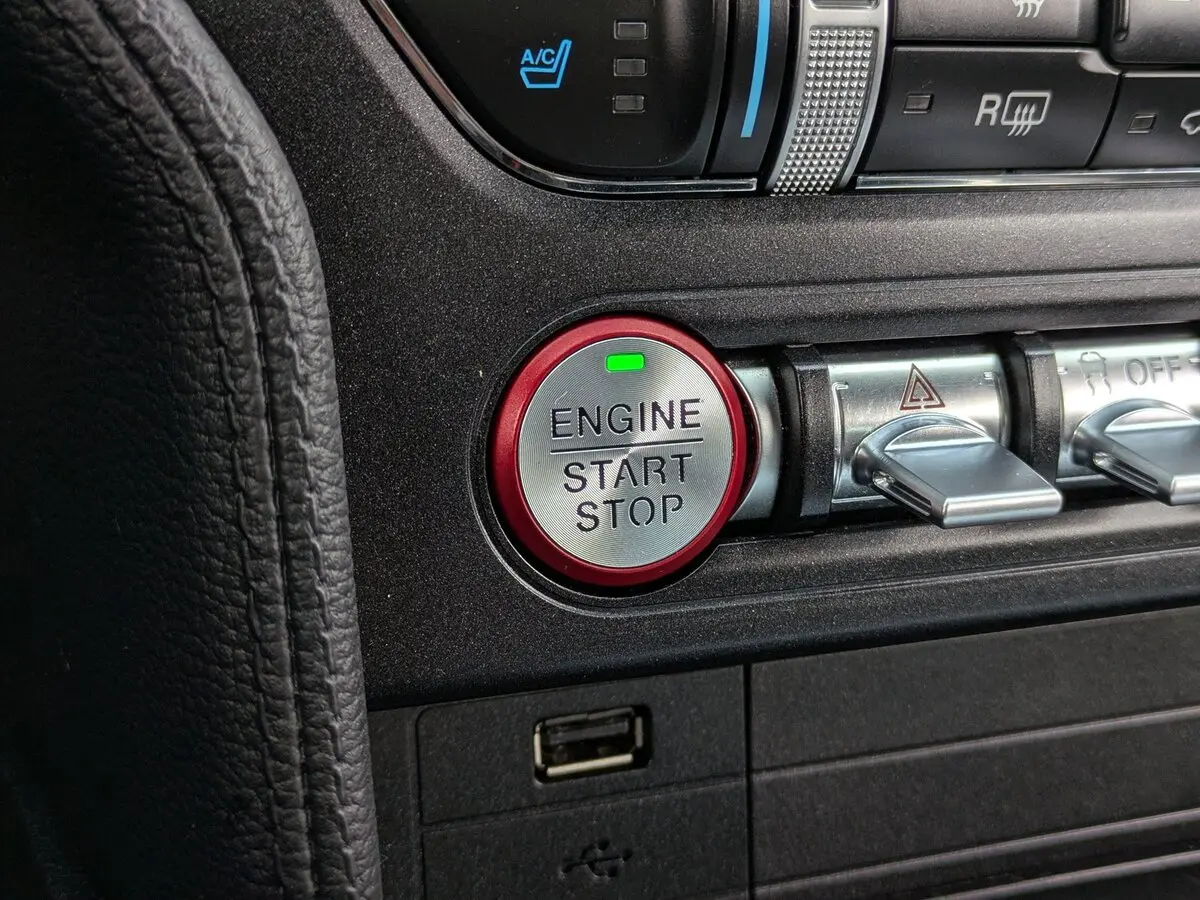 A/C
R
ENGINE
START
STOP
OFF